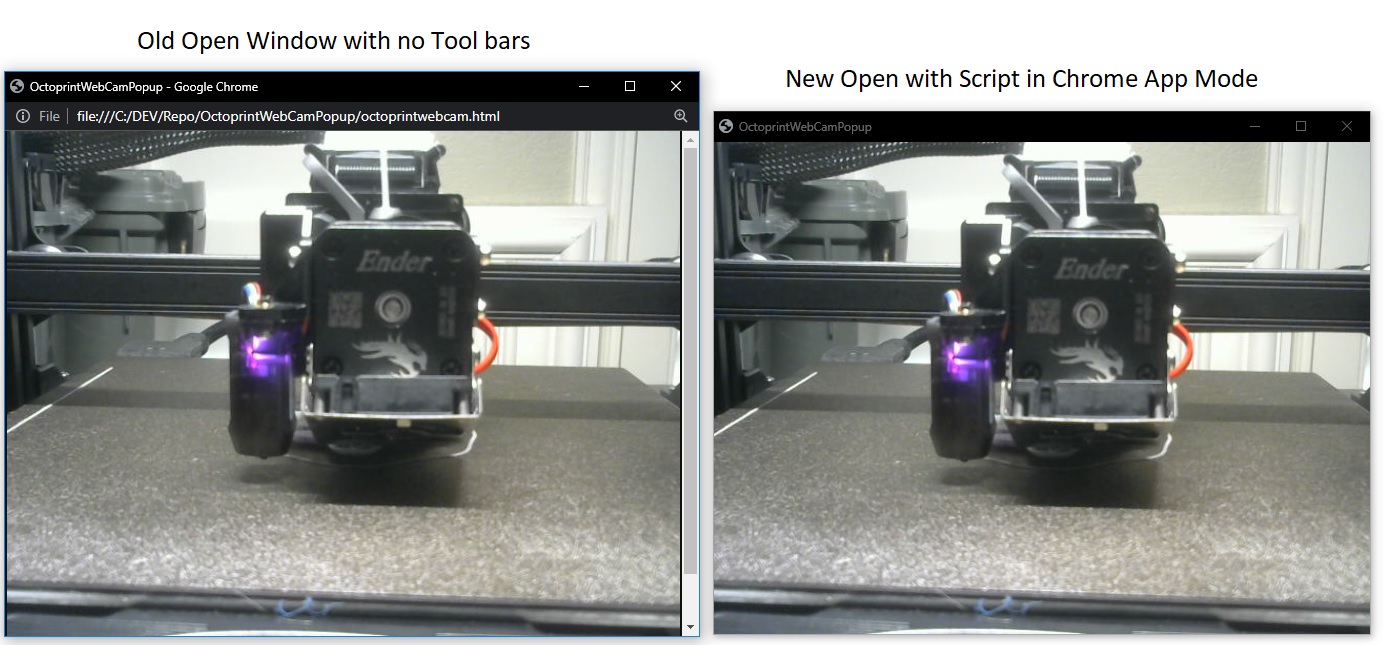 Old Open Window with no Tool bars
OctoprintWebCamPopup - Google Chrome
File file:///C:/DEV/Repo/OctoprintWebCamPopup/octoprintwebcam.html
Ender
New Open with Script in Chrome App Mode
OctoprintWebCamPopup
Ender